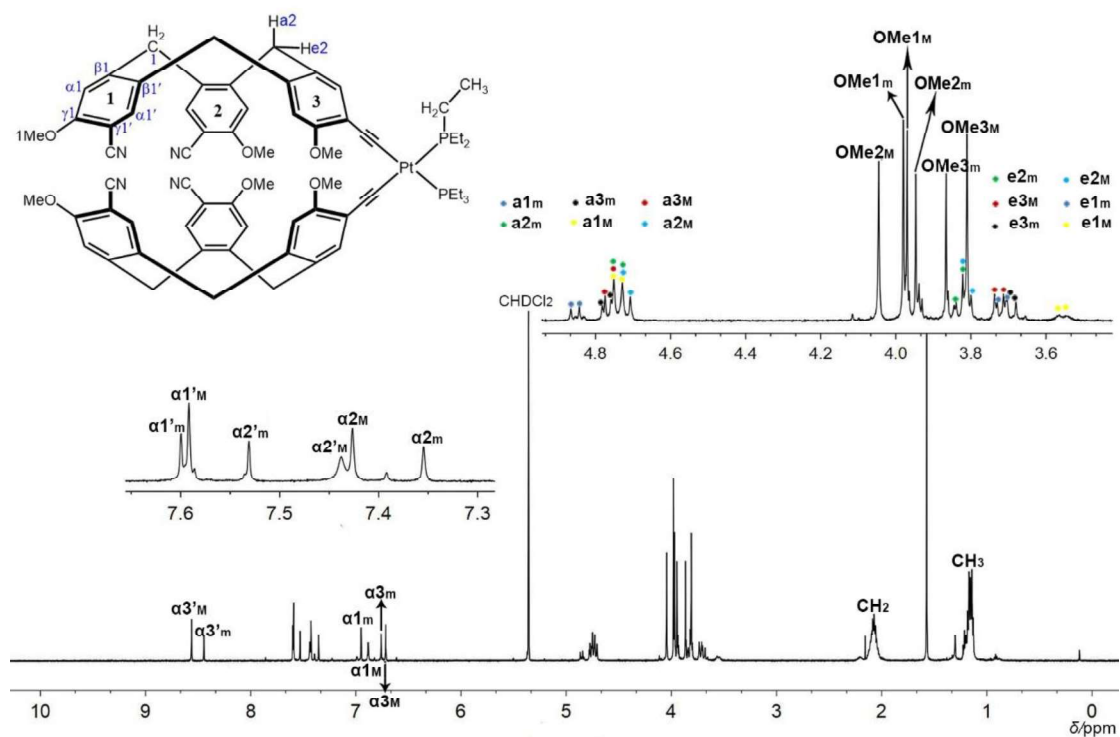 H₂
C
1
Ha2
He2
β1
α1
1
β1'
2
3
γ1
α1'
γ1'
1MeO
CN
NC
OMe
MeO
CH₃
H₂C
PEt₂
Pt
PEt₃
CN
NC
OMe
MeO
MeO
OMe1M
OMe1m
OMe2m
OMe3M
OMe2M
OMe3m
e2m
e2M
e3M
e1m
e3m
e1M
a1m
a3m
a3M
a2m
a1M
a2M
CHDCl2
4.8 4.6 4.4 4.2 4.0 3.8 3.6
α1'M
α1'm
α2'm
α2M
α2'M
α2m
7.6 7.5 7.4 7.3
α3'M
α3'm
α3m
α1m
α1M
α3M
CH₂
CH₃
10 9 8 7 6 5 4 3 2 1 0
δ/ppm